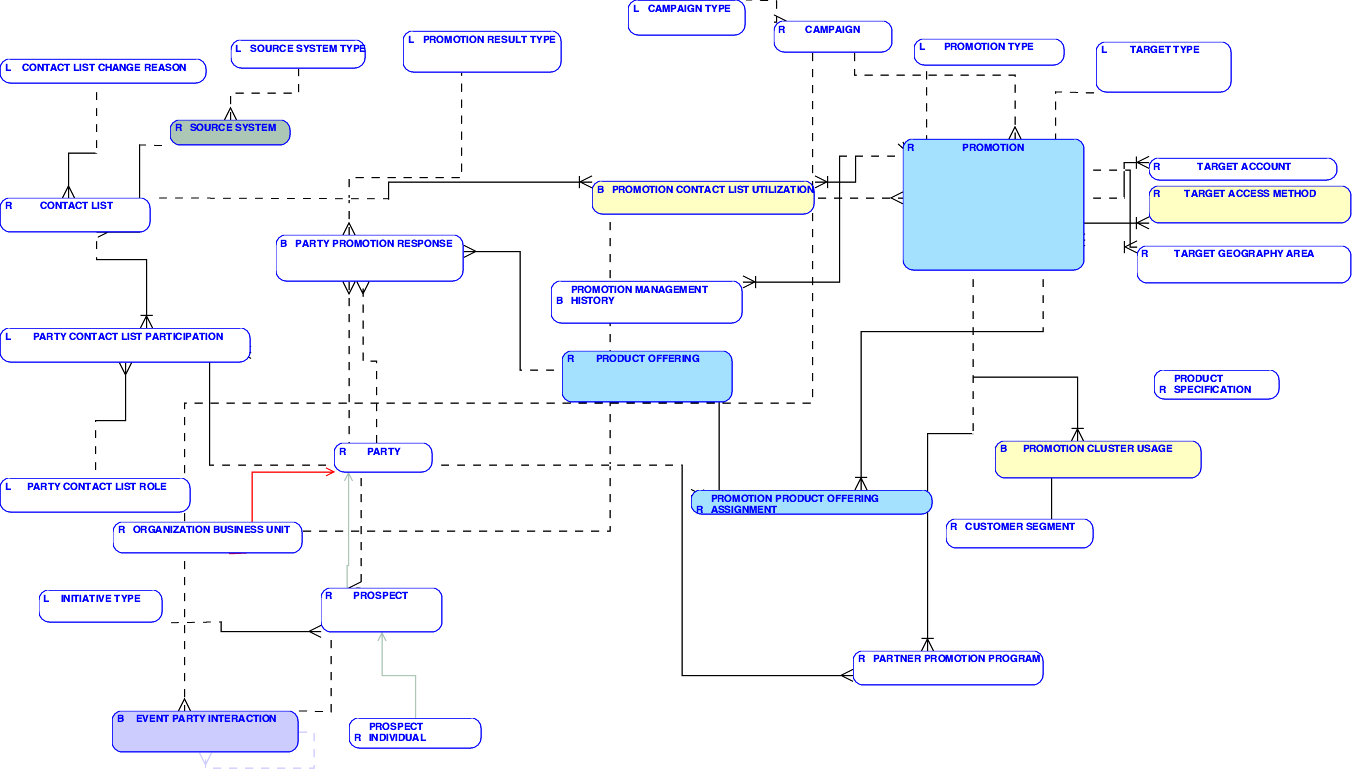 L CAMPAIGN TYPE
R CAMPAIGN
L PROMOTION RESULT TYPE
L SOURCE SYSTEM TYPE
L PROMOTION TYPE
L TARGET TYPE
L CONTACT LIST CHANGE REASON
R SOURCE SYSTEM
R PROMOTION
R TARGET ACCOUNT
B PROMOTION CONTACT LIST UTILIZATION
R TARGET ACCESS METHOD
R CONTACT LIST
B PARTY PROMOTION RESPONSE
R TARGET GEOGRAPHY AREA
PROMOTION MANAGEMENT
B HISTORY
L PARTY CONTACT LIST PARTICIPATION
R PRODUCT OFFERING
PRODUCT
R SPECIFICATION
R PARTY
B PROMOTION CLUSTER USAGE
L PARTY CONTACT LIST ROLE
PROMOTION PRODUCT OFFERING
R ASSIGNMENT
R ORGANIZATION BUSINESS UNIT
R CUSTOMER SEGMENT
L INITIATIVE TYPE
R PROSPECT
R PARTNER PROMOTION PROGRAM
B EVENT PARTY INTERACTION
PROSPECT
R INDIVIDUAL